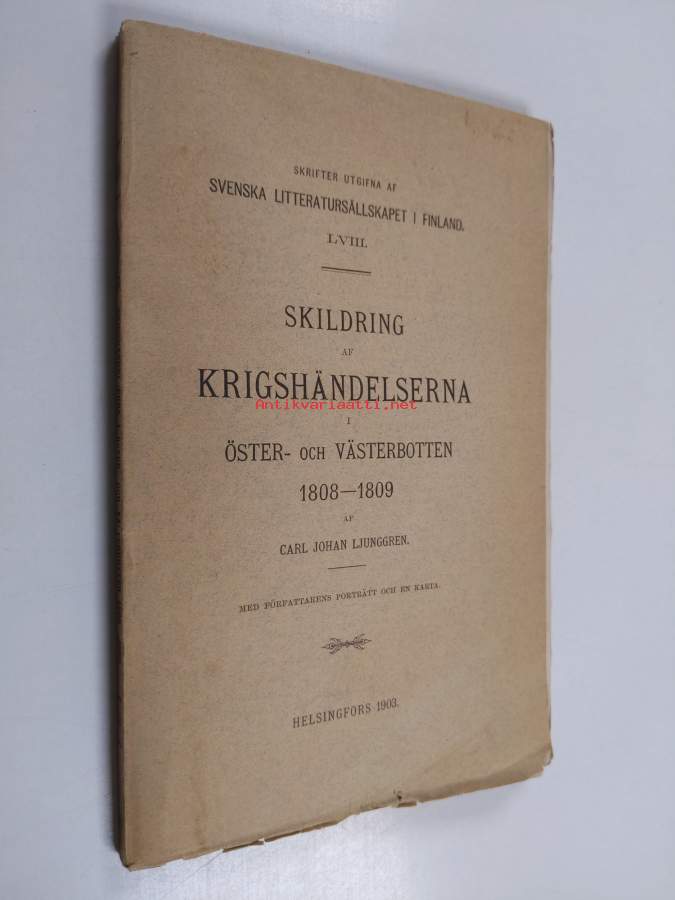 SKRIFTER UTGIFNA AF
SVENSKA LITTERATURSÄLLSKAPET I FINLAND.
LVIII.
SKILDRING
AF
KRIGSHÄNDELSERNA
Antikvariaatti.net
I
ÖSTER- OCH VÄSTERBOTTEN
1808—1809
AF
CARL JOHAN LJUNGGREN.
MED FÖRFATTARENS PORTRÄTT OCH EN KARTA.
HELSINGFORS 1903.